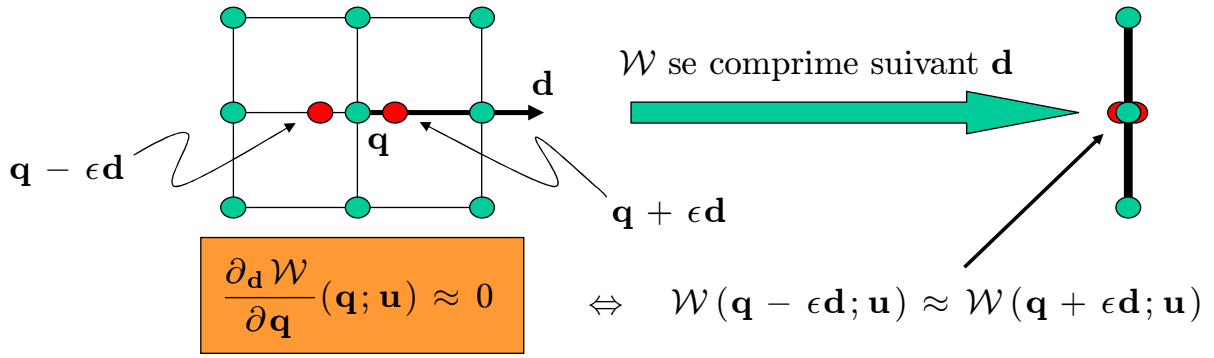 𝒲 se comprime suivant d
d
q
q − ϵd
q + ϵd
∂_d 𝒲 / ∂q (q; u) ≈ 0 ⇔ 𝒲(q − ϵd; u) ≈ 𝒲(q + ϵd; u)